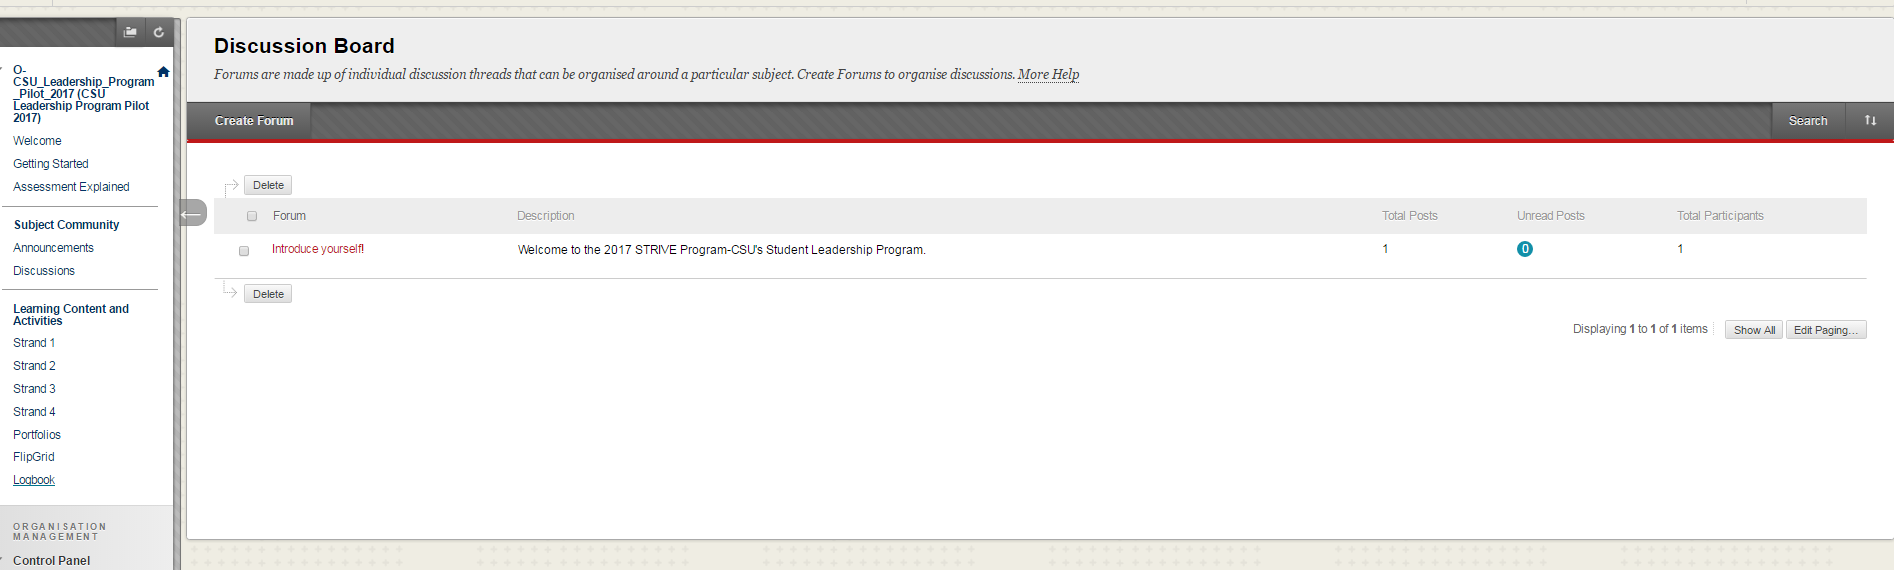 O-
CSU_Leadership_Program
_Pilot_2017 (CSU
Leadership Program Pilot
2017)
Welcome
Getting Started
Assessment Explained
Subject Community
Announcements
Discussions
Learning Content and
Activities
Strand 1
Strand 2
Strand 3
Strand 4
Portfolios
FlipGrid
Logbook
ORGANISATION
MANAGEMENT
Control Panel
Discussion Board
Forums are made up of individual discussion threads that can be organised around a particular subject. Create Forums to organise discussions. More Help
Create Forum Search
Delete
Forum Description Total Posts Unread Posts Total Participants
Introduce yourself! Welcome to the 2017 STRIVE Program-CSU's Student Leadership Program. 1 0 1
Delete
Displaying 1 to 1 of 1 items Show All Edit Paging...